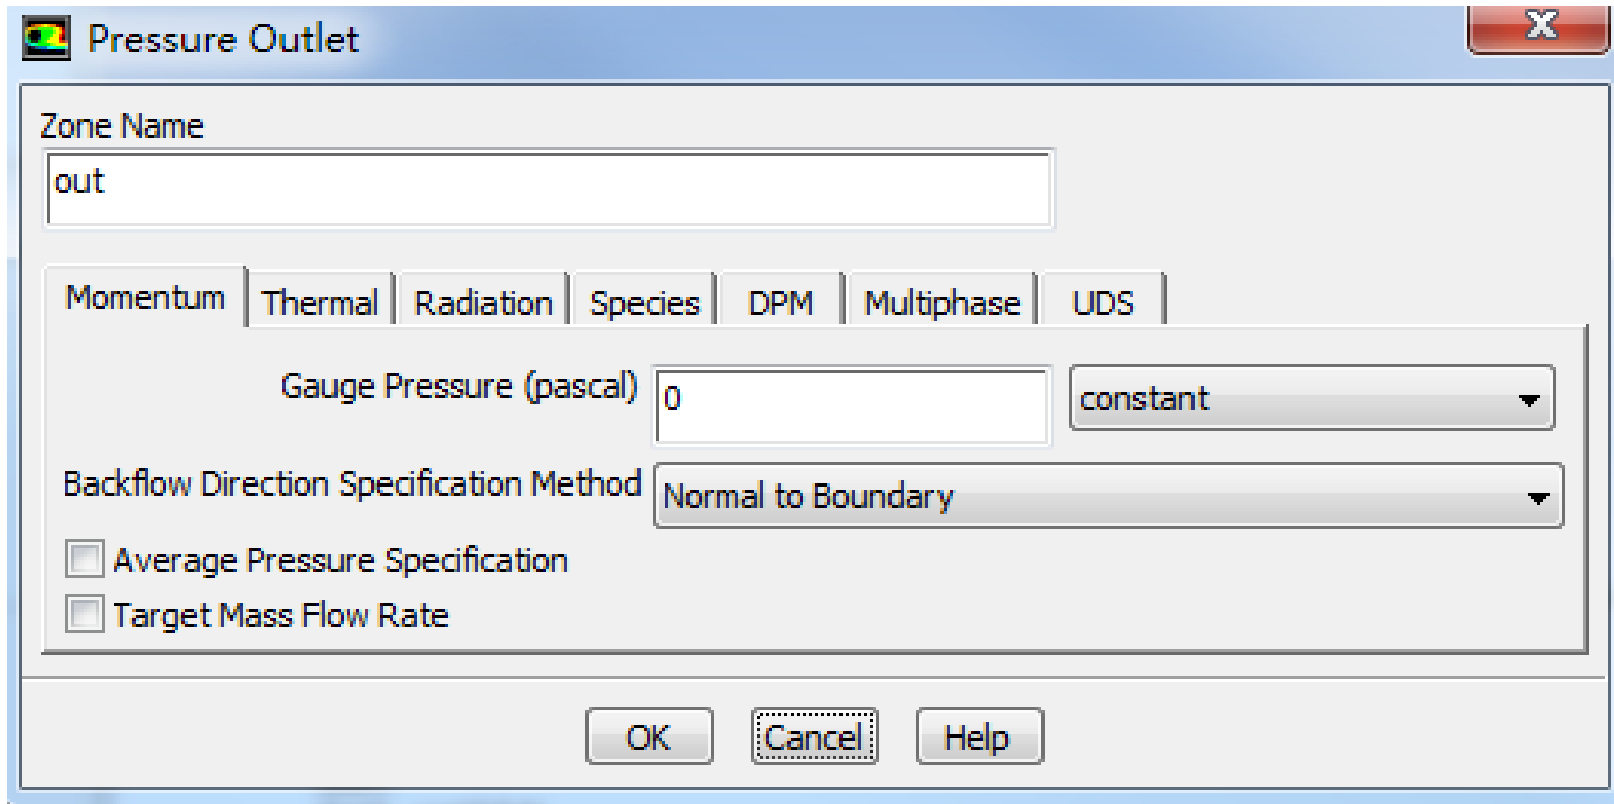 Pressure Outlet
X
Zone Name
out
Momentum Thermal Radiation Species DPM Multiphase UDS
Gauge Pressure (pascal) 0 constant
Backflow Direction Specification Method Normal to Boundary
Average Pressure Specification
Target Mass Flow Rate
OK Cancel Help